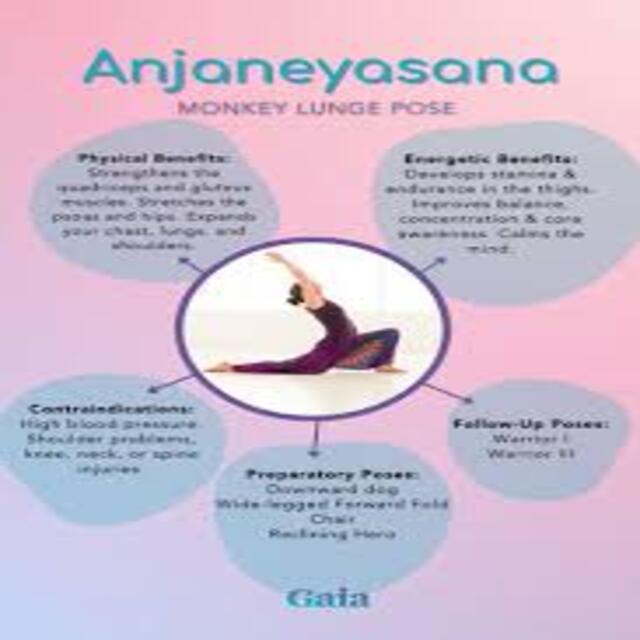 Anjaneyasana
MONKEY LUNGE POSE
Physical Benefits:
Strengthens the
quadriceps and gluteus
muscles. Stretches the
psoas and hips. Expands
your chest, lungs, and
shoulders.
Energetic Benefits:
Develops stamina &
endurance in the thighs.
Improves balance,
concentration & core
awareness. Calms the
mind.
Contraindications:
High blood pressure.
Shoulder problems,
knee, neck, or spine
injuries
Preparatory Poses:
Downward dog
Wide-legged Forward Fold
Chair
Reclining Hero
Follow-Up Poses:
Warrior I
Warrior III
Gaia